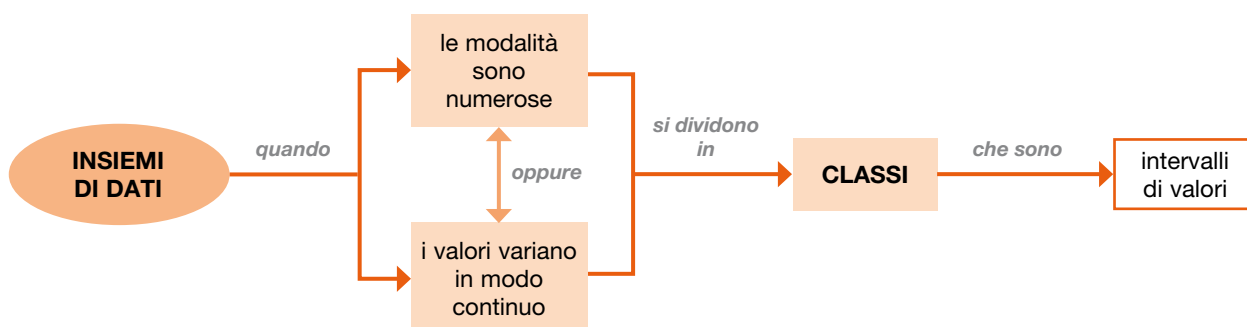 INSIEMI
DI DATI
quando
le modalità
sono
numerose
oppure
i valori variano
in modo
continuo
si dividono
in
CLASSI
che sono
intervalli
di valori